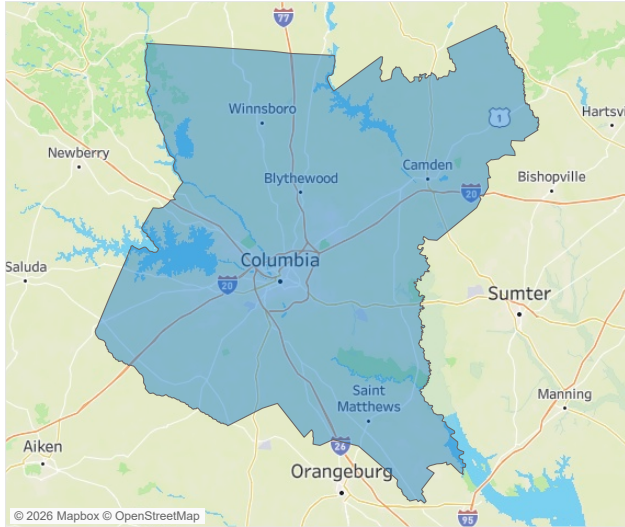 77
Winnsboro
1
Hartsvi
Newberry
Camden
Blythewood
20
Bishopville
Columbia
Saluda
20
Sumter
Saint
Matthews
Manning
Aiken
26
Orangeburg
95
© 2026 Mapbox © OpenStreetMap